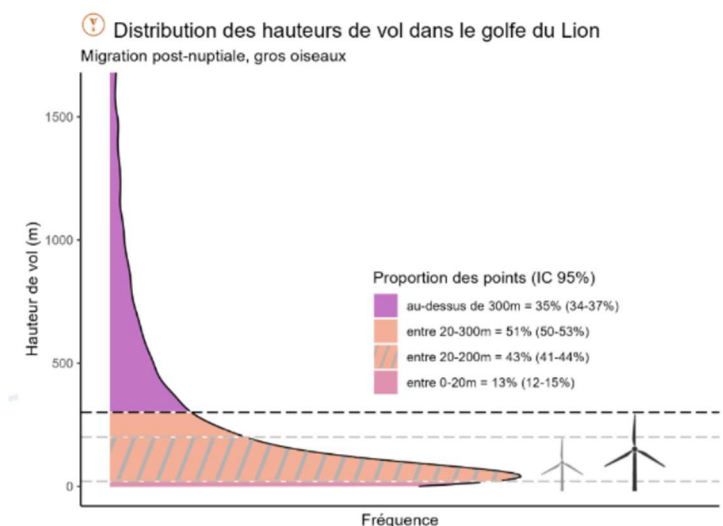 Distribution des hauteurs de vol dans le golfe du Lion
Migration post-nuptiale, gros oiseaux
1500
1000
500
0
Hauteur de vol (m)
Proportion des points (IC 95%)
au-dessus de 300m = 35% (34-37%)
entre 20-300m = 51% (50-53%)
entre 20-200m = 43% (41-44%)
entre 0-20m = 13% (12-15%)
Fréquence